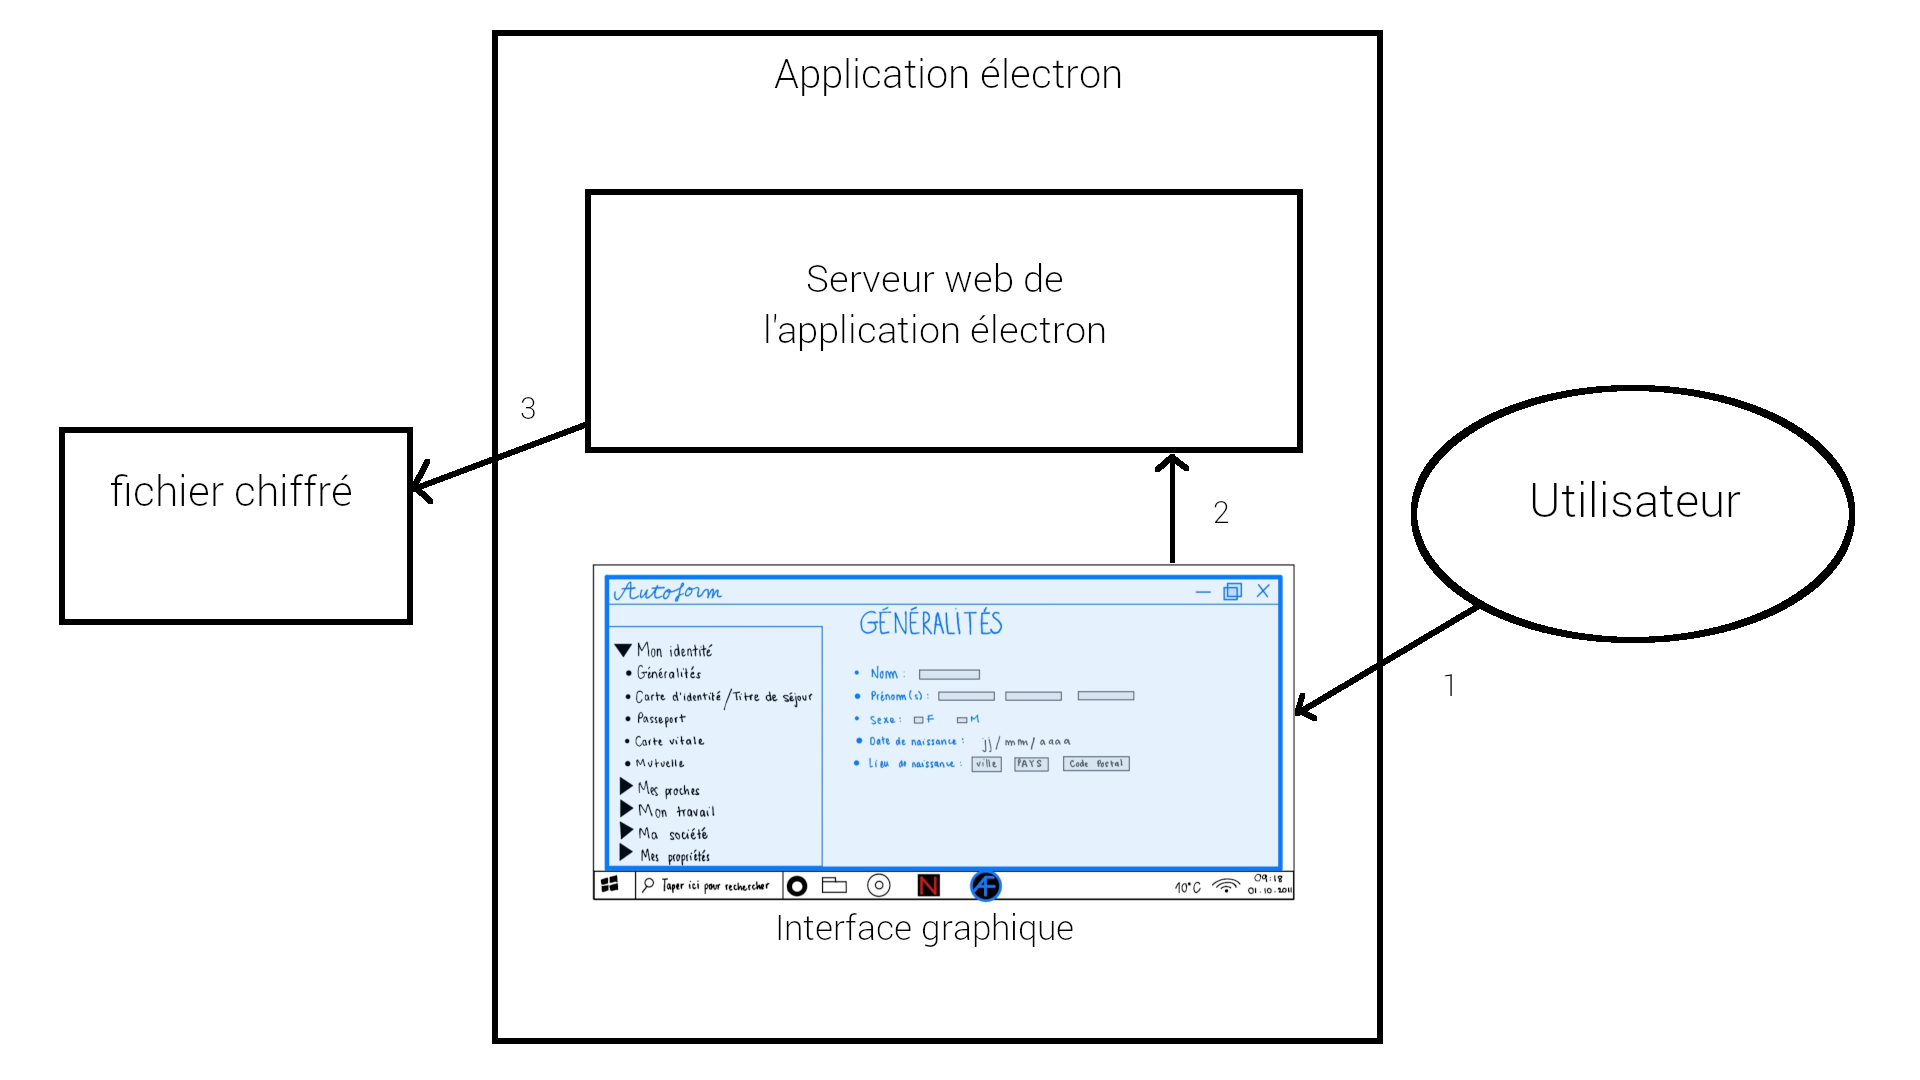 Application électron
Serveur web de
l'application électron
3
fichier chiffré
2
Utilisateur
1
Autoform
GÉNÉRALITÉS
Mon identité
• Généralités
• Carte d'identité/Titre de séjour
• Passeport
• Carte vitale
• Mutuelle
Mes proches
Mon travail
Ma société
Mes propriétés
• Nom :
• Prénom(s) :
• Sexe : F M
• Date de naissance : jj/mm/aaaa
• Lieu de naissance : ville PAYS Code Postal
Taper ici pour rechercher
N
AF
10°C
09:18
01.10.2011
Interface graphique